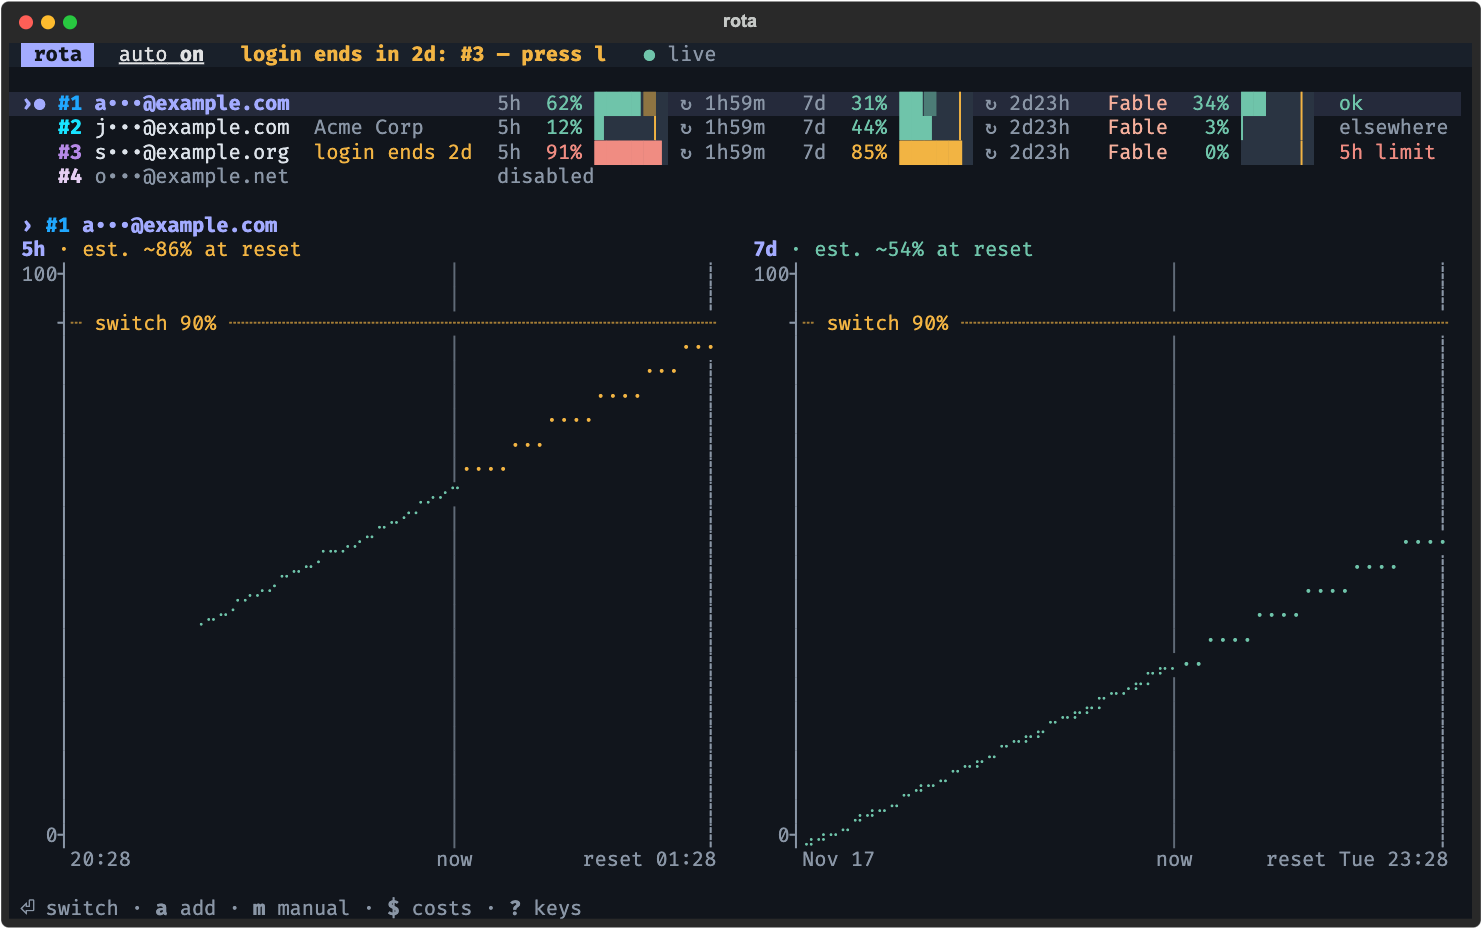 rota
rota auto on login ends in 2d: #3 — press l ● live
›● #1 a•••@example.com 5h 62% ↻ 1h59m 7d 31% ↻ 2d23h Fable 34% ok
#2 j•••@example.com Acme Corp 5h 12% ↻ 1h59m 7d 44% ↻ 2d23h Fable 3% elsewhere
#3 s•••@example.org login ends 2d 5h 91% ↻ 1h59m 7d 85% ↻ 2d23h Fable 0% 5h limit
#4 o•••@example.net disabled
› #1 a•••@example.com
5h · est. ~86% at reset
100
switch 90%
0
20:28 now reset 01:28
7d · est. ~54% at reset
100
switch 90%
0
Nov 17 now reset Tue 23:28
⏎ switch · a add · m manual · $ costs · ? keys